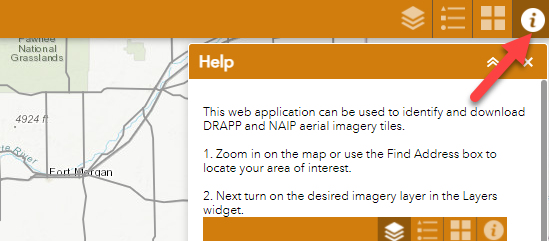 Pawnee
National
Grasslands
Help
4924 ft
This web application can be used to identify and download
DRAPP and NAIP aerial imagery tiles.
1. Zoom in on the map or use the Find Address box to
locate your area of interest.
River
Fort Morgan
2. Next turn on the desired imagery layer in the Layers
widget.